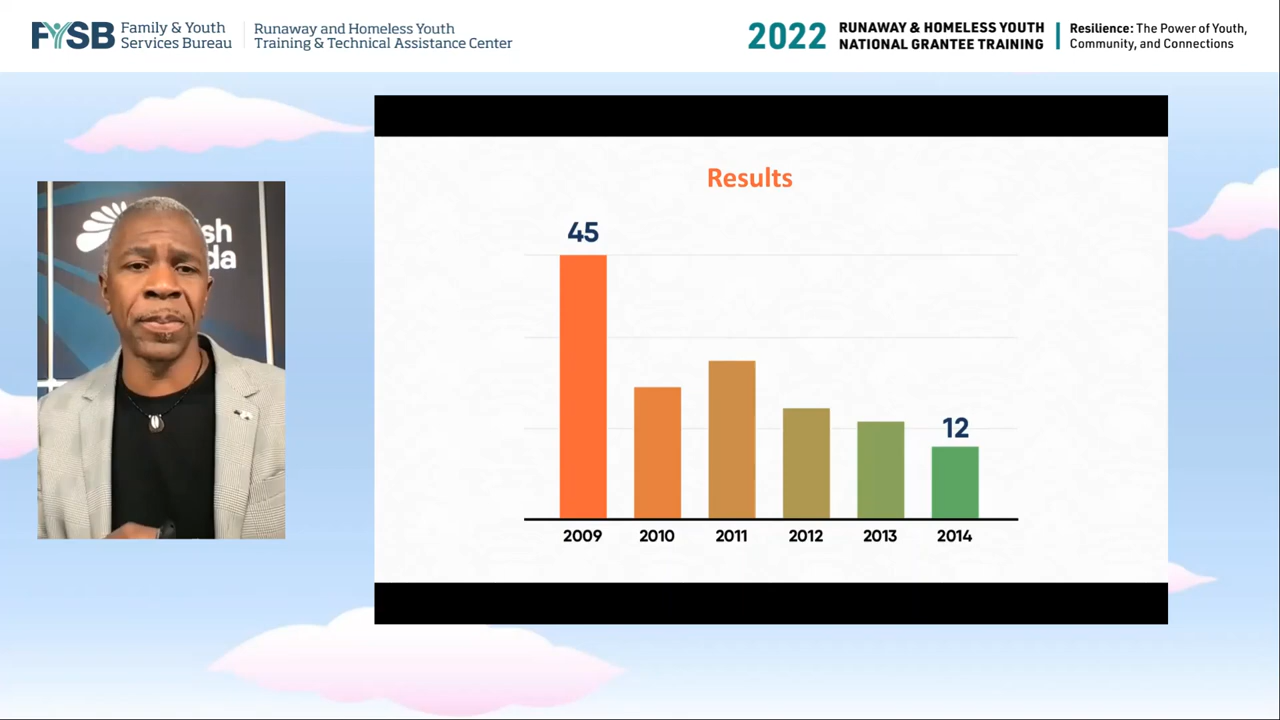 FYSB
Family & Youth
Services Bureau
Runaway and Homeless Youth
Training & Technical Assistance Center
2022
RUNAWAY & HOMELESS YOUTH
NATIONAL GRANTEE TRAINING
Resilience: The Power of Youth,
Community, and Connections
Results
45
12
2009 2010 2011 2012 2013 2014